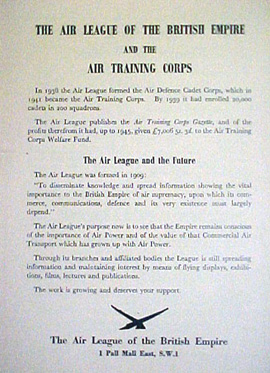 THE AIR LEAGUE OF THE BRITISH EMPIRE
AND THE
AIR TRAINING CORPS
In 1938 the Air League formed the Air Defence Cadet Corps, which in
1941 became the Air Training Corps. By 1939 it had enrolled 20,000
cadets in 200 squadrons.
The Air League publishes the Air Training Corps Gazette, and of the
profits therefrom it had, up to 1945, given £7,006 5s. 3d. to the Air Training
Corps Welfare Fund.
The Air League and the Future
The Air League was formed in 1909:
"To disseminate knowledge and spread information showing the vital
importance to the British Empire of air supremacy, upon which its com-
merce, communications, defence and its very existence must largely
depend."
The Air League's purpose now is to see that the Empire remains conscious
of the importance of Air Power and of the value of that Commercial Air
Transport which has grown up with Air Power.
Through its branches and affiliated bodies the League is still spreading
information and maintaining interest by means of flying displays, exhibi-
tions, films, lectures and publications.
The work is growing and deserves your support.
The Air League of the British Empire
1 Pall Mall East, S.W.1